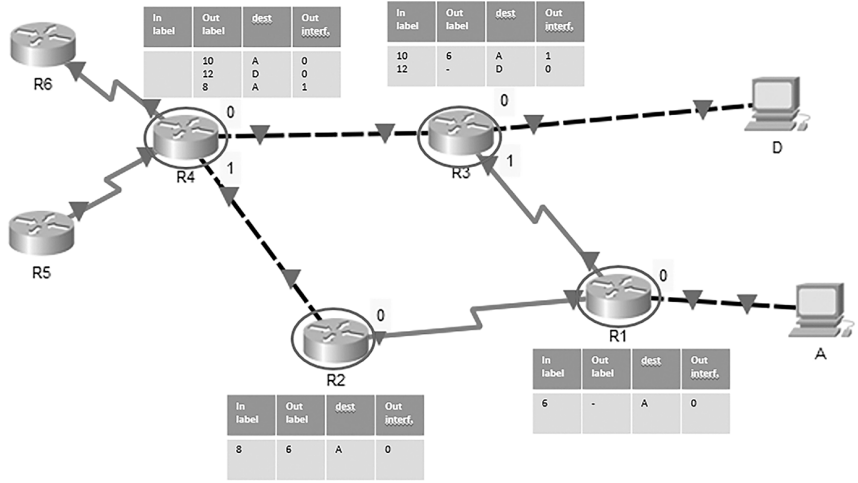 In label Out label dest Out interf.
10 A 0
12 D 0
8 A 1
In label Out label dest Out interf.
10 6 A 1
12 - D 0
R6
0
0
R4
1
R3
1
D
R5
0
0
R2
R1
A
In label Out label dest Out interf.
6 - A 0
In label Out label dest Out interf.
8 6 A 0